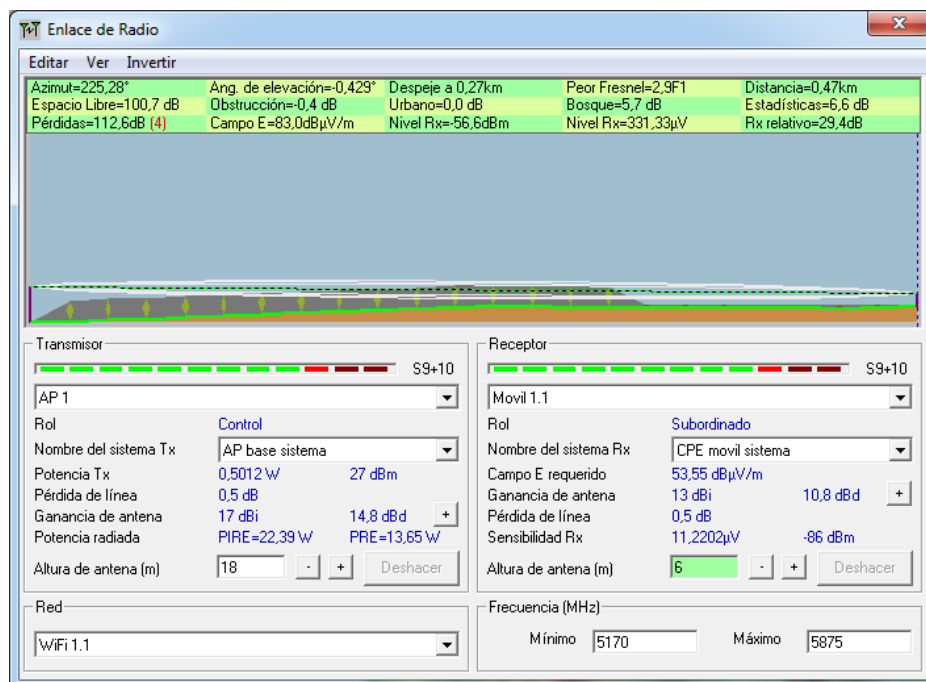 Enlace de Radio
Editar Ver Invertir
Azimut=225,28° Ang. de elevación=-0,429° Despeje a 0,27km Peor Fresnel=2,9F1 Distancia=0,47km
Espacio Libre=100,7 dB Obstrucción=-0,4 dB Urbano=0,0 dB Bosque=5,7 dB Estadísticas=6,6 dB
Pérdidas=112,6dB (4) Campo E=83,0dBµV/m Nivel Rx=-56,6dBm Nivel Rx=331,33µV Rx relativo=29,4dB
Transmisor
S9+10
AP 1
Rol Control
Nombre del sistema Tx AP base sistema
Potencia Tx 0,5012 W 27 dBm
Pérdida de línea 0,5 dB
Ganancia de antena 17 dBi 14,8 dBd +
Potencia radiada PIRE=22,39 W PRE=13,65 W
Altura de antena (m) 18 - + Deshacer
Red
WiFi 1.1
Receptor
S9+10
Movil 1.1
Rol Subordinado
Nombre del sistema Rx CPE movil sistema
Campo E requerido 53,55 dBµV/m
Ganancia de antena 13 dBi 10,8 dBd +
Pérdida de línea 0,5 dB
Sensibilidad Rx 11,2202µV -86 dBm
Altura de antena (m) 6 - + Deshacer
Frecuencia (MHz)
Mínimo 5170 Máximo 5875